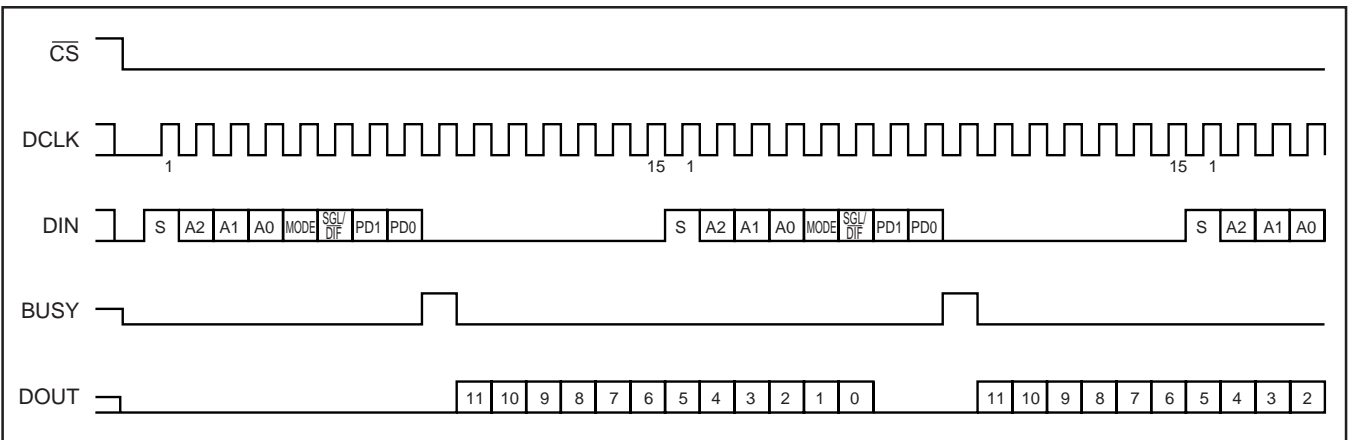 CS
DCLK
1 15 1 15 1
DIN
S A2 A1 A0 MODE SGL/DIF PD1 PD0 S A2 A1 A0 MODE SGL/DIF PD1 PD0 S A2 A1 A0
BUSY
DOUT
11 10 9 8 7 6 5 4 3 2 1 0 11 10 9 8 7 6 5 4 3 2